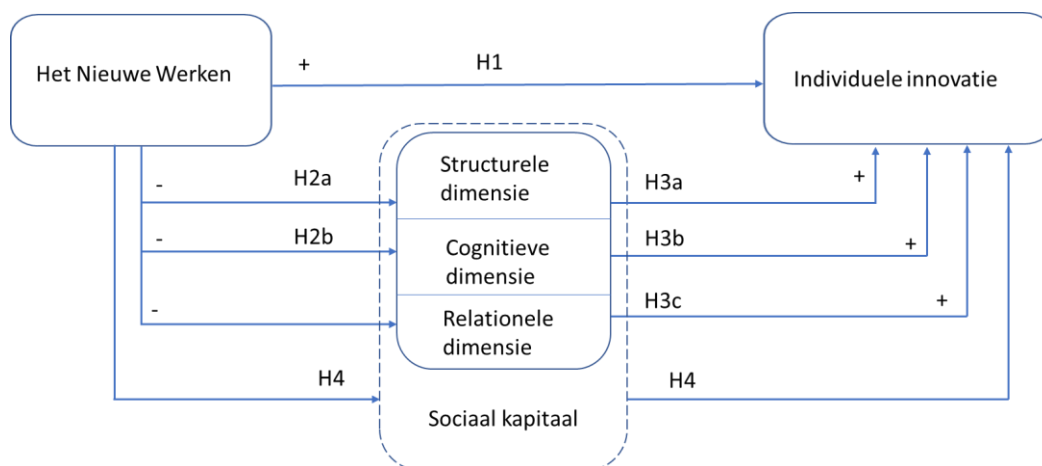 Het Nieuwe Werken
+
H1
Individuele innovatie
-
H2a
Structurele
dimensie
H3a
+
-
H2b
Cognitieve
dimensie
H3b
+
-
Relationele
dimensie
H3c
+
H4
H4
Sociaal kapitaal